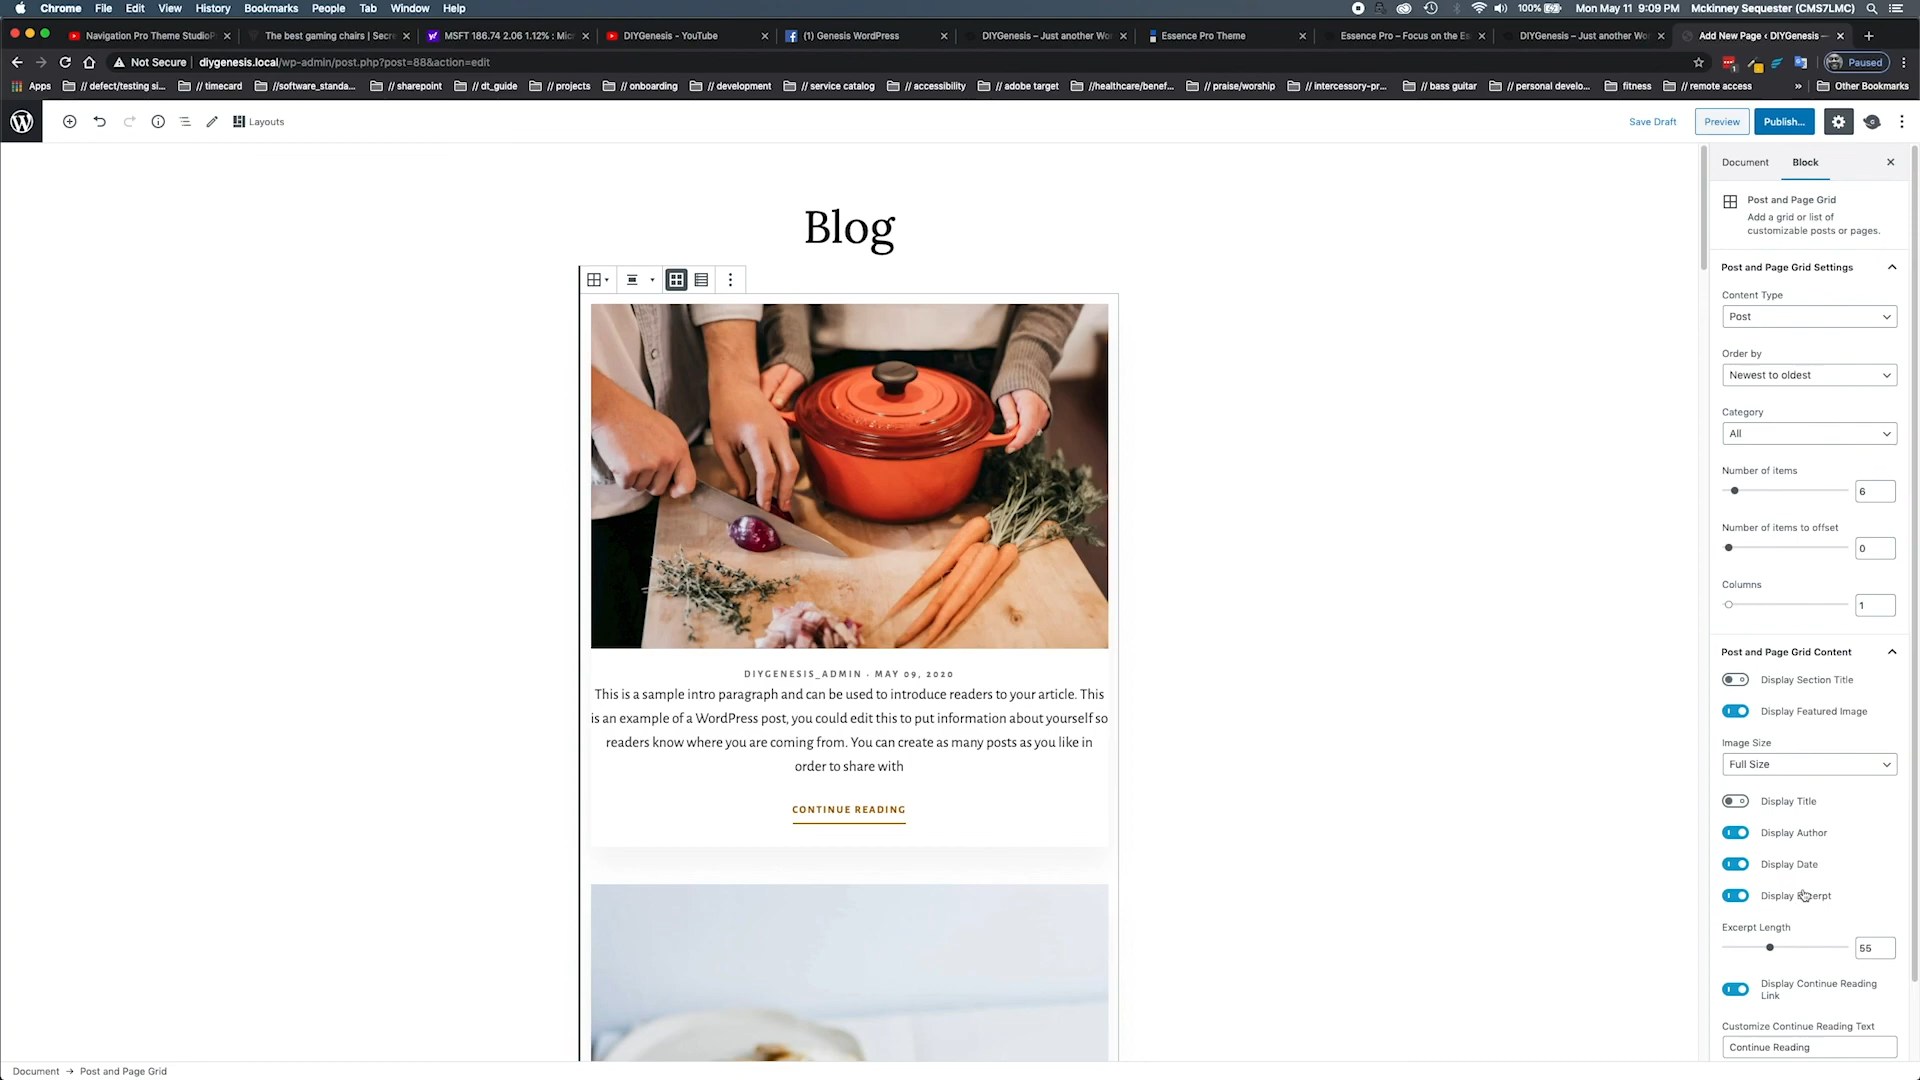 Chrome File Edit View History Bookmarks People Tab Window Help 100% Mon May 11 9:09 PM Mckinney Sequester (CMS7LMC)
Navigation Pro Theme StudioP The best gaming chairs | Secre MSFT 186.74 2.06 1.12% : Mic DIYGenesis - YouTube (1) Genesis WordPress DIYGenesis – Just another Wo Essence Pro Theme Essence Pro – Focus on the Es DIYGenesis – Just another Wo Add New Page ‹ DIYGenesis —
Not Secure | diygenesis.local/wp-admin/post.php?post=88&action=edit Paused
Apps // defect/testing si... // timecard //software_standa... // sharepoint // dt_guide // projects // onboarding // development // service catalog // accessibility // adobe target //healthcare/benef... // praise/worship // intercessory-pr... // bass guitar // personal develo... fitness // remote access » Other Bookmarks
Layouts Save Draft Preview Publish...
Document Block
Post and Page Grid
Add a grid or list of
customizable posts or pages.
Blog
Post and Page Grid Settings
Content Type
Post
Order by
Newest to oldest
Category
All
Number of items
6
Number of items to offset
0
Columns
1
Post and Page Grid Content
Display Section Title
Display Featured Image
Image Size
Full Size
Display Title
Display Author
Display Date
Display Excerpt
Excerpt Length
55
Display Continue Reading
Link
Customize Continue Reading Text
Continue Reading
DIYGENESIS_ADMIN · MAY 09, 2020
This is a sample intro paragraph and can be used to introduce readers to your article. This
is an example of a WordPress post, you could edit this to put information about yourself so
readers know where you are coming from. You can create as many posts as you like in
order to share with
CONTINUE READING
Document → Post and Page Grid